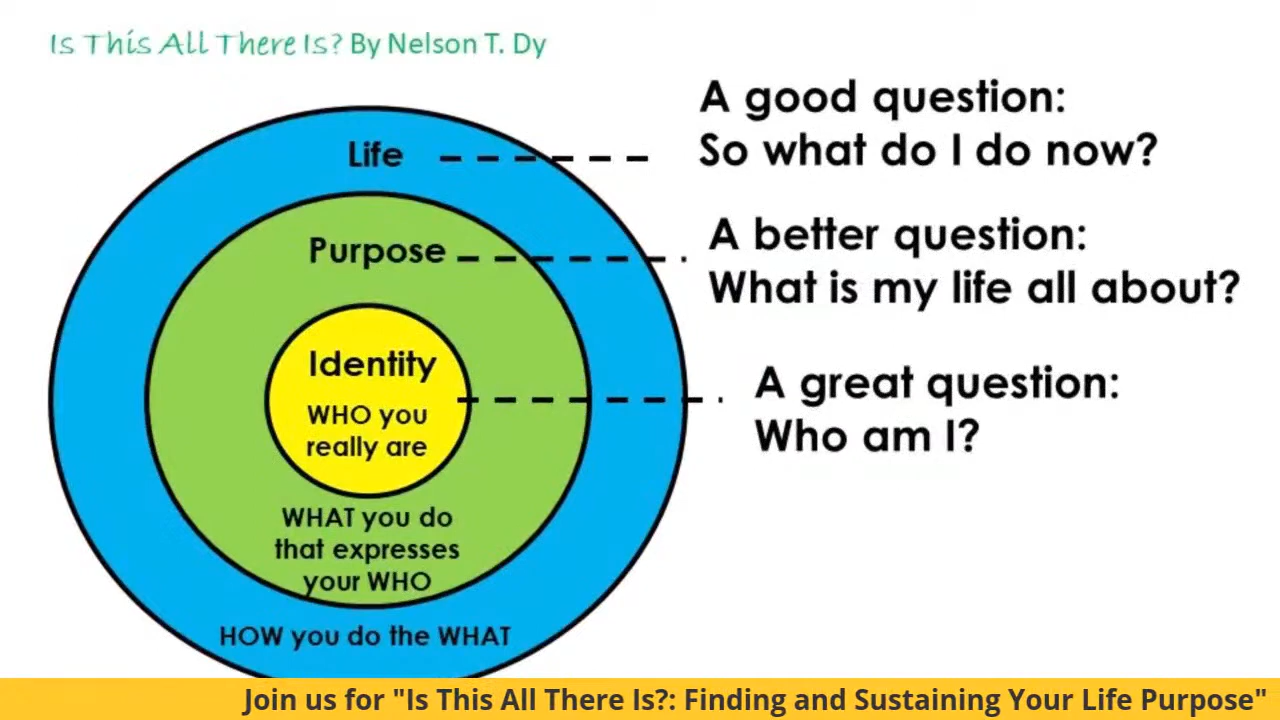 Is This All There Is? By Nelson T. Dy
A good question:
So what do I do now?
Life
A better question:
What is my life all about?
Purpose
A great question:
Who am I?
Identity
WHO you
really are
WHAT you do
that expresses
your WHO
HOW you do the WHAT
Join us for "Is This All There Is?: Finding and Sustaining Your Life Purpose"